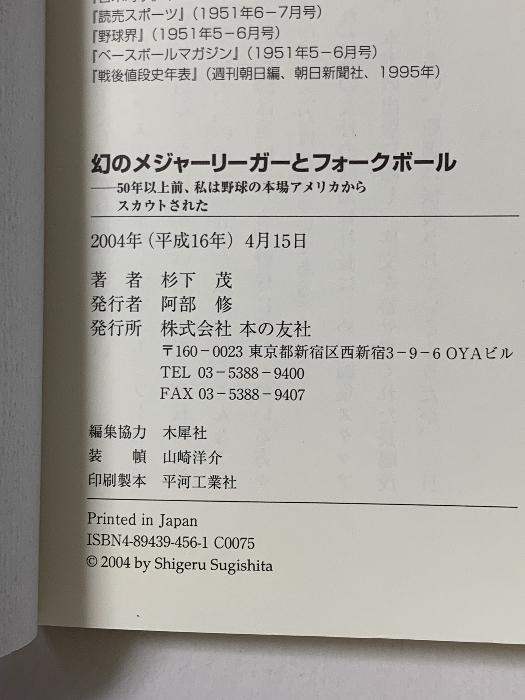 『読売スポーツ』（1951年6－7月号）
『野球界』（1951年5－6月号）
『ベースボールマガジン』（1951年5－6月号）
『戦後値段史年表』（週刊朝日編、朝日新聞社、1995年）
幻のメジャーリーガーとフォークボール
――50年以上前、私は野球の本場アメリカから
スカウトされた
2004年（平成16年）4月15日
著　者　杉下　茂
発行者　阿部　修
発行所　株式会社 本の友社
〒160－0023 東京都新宿区西新宿3－9－6 OYAビル
TEL 03－5388－9400
FAX 03－5388－9407
編集協力　木犀社
装　幀　山崎洋介
印刷製本　平河工業社
Printed in Japan
ISBN4-89439-456-1 C0075
© 2004 by Shigeru Sugishita